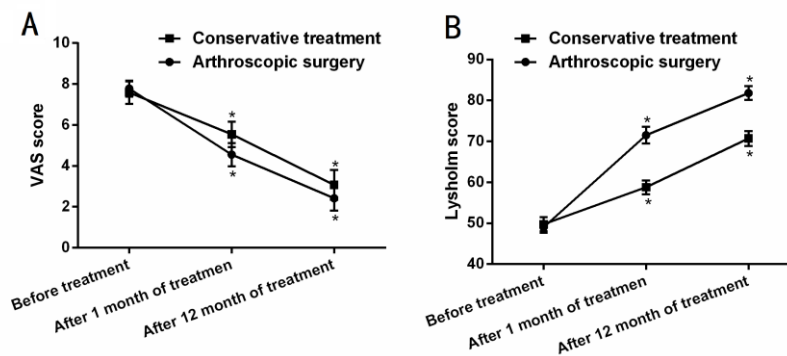 A
Conservative treatment
Arthroscopic surgery
10
8
6
4
2
0
VAS score
*
*
*
*
Before treatment
After 1 month of treatmen
After 12 month of treatment
B
Conservative treatment
Arthroscopic surgery
90
80
70
60
50
40
Lysholm score
*
*
*
*
Before treatment
After 1 month of treatmen
After 12 month of treatment